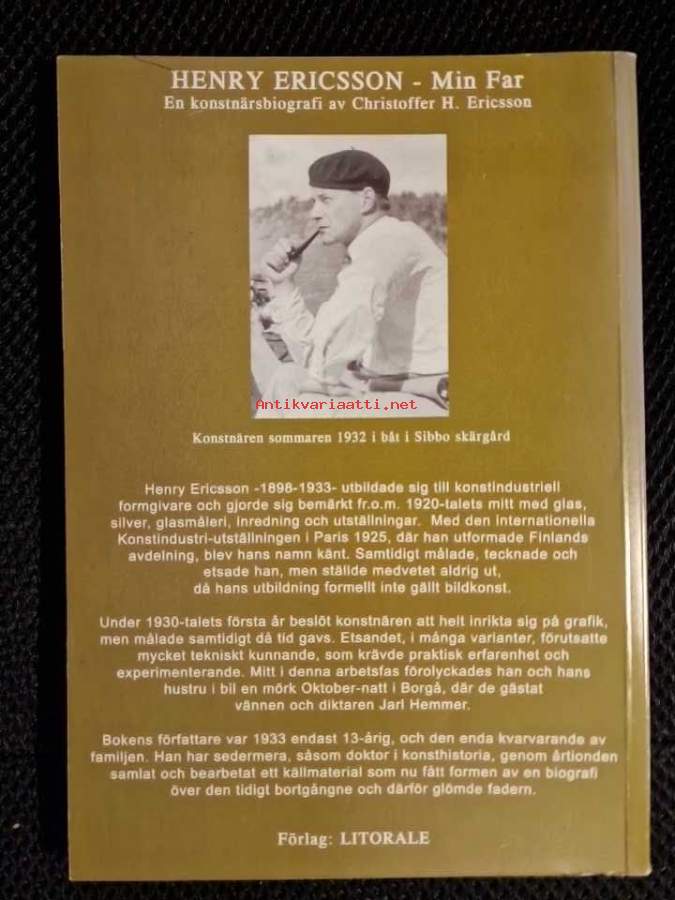 HENRY ERICSSON - Min Far
En konstnärsbiografi av Christoffer H. Ericsson
Antikvariaatti.net
Konstnären sommaren 1932 i båt i Sibbo skärgård
Henry Ericsson -1898-1933- utbildade sig till konstindustriell
formgivare och gjorde sig bemärkt fr.o.m. 1920-talets mitt med glas,
silver, glasmåleri, inredning och utställningar. Med den internationella
Konstindustri-utställningen i Paris 1925, där han utformade Finlands
avdelning, blev hans namn känt. Samtidigt målade, tecknade och
etsade han, men ställde medvetet aldrig ut,
då hans utbildning formellt inte gällt bildkonst.
Under 1930-talets första år beslöt konstnären att helt inrikta sig på grafik,
men målade samtidigt då tid gavs. Etsandet, i många varianter, förutsatte
mycket tekniskt kunnande, som krävde praktisk erfarenhet och
experimenterande. Mitt i denna arbetsfas förolyckades han och hans
hustru i bil en mörk Oktober-natt i Borgå, där de gästat
vännen och diktaren Jarl Hemmer.
Bokens författare var 1933 endast 13-årig, och den enda kvarvarande av
familjen. Han har sedermera, såsom doktor i konsthistoria, genom årtionden
samlat och bearbetat ett källmaterial som nu fått formen av en biografi
över den tidigt bortgångne och därför glömde fadern.
Förlag: LITORALE